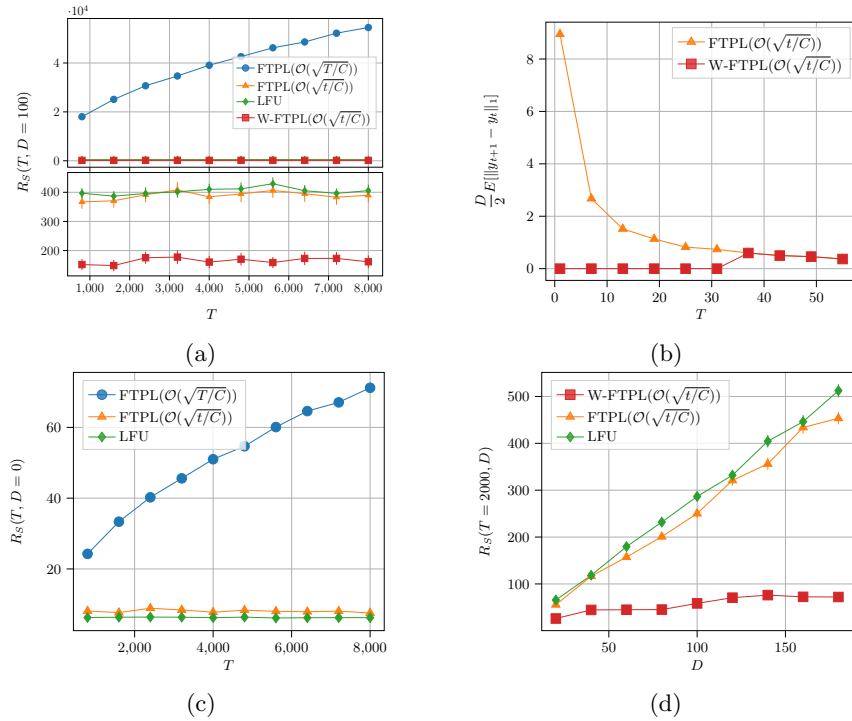 ·10^4
R_S(T, D = 100)
4
2
0
FTPL(O(√T/C))
FTPL(O(√t/C))
LFU
W-FTPL(O(√t/C))
400
300
200
1,000 2,000 3,000 4,000 5,000 6,000 7,000 8,000
T
(a)
D/2 E[||y_{t+1} − y_t||_1]
8
6
4
2
0
FTPL(O(√t/C))
W-FTPL(O(√t/C))
0 10 20 30 40 50
T
(b)
R_S(T, D = 0)
60
40
20
FTPL(O(√T/C))
FTPL(O(√t/C))
LFU
2,000 4,000 6,000 8,000
T
(c)
R_S(T = 2000, D)
500
400
300
200
100
W-FTPL(O(√t/C))
FTPL(O(√t/C))
LFU
50 100 150
D
(d)